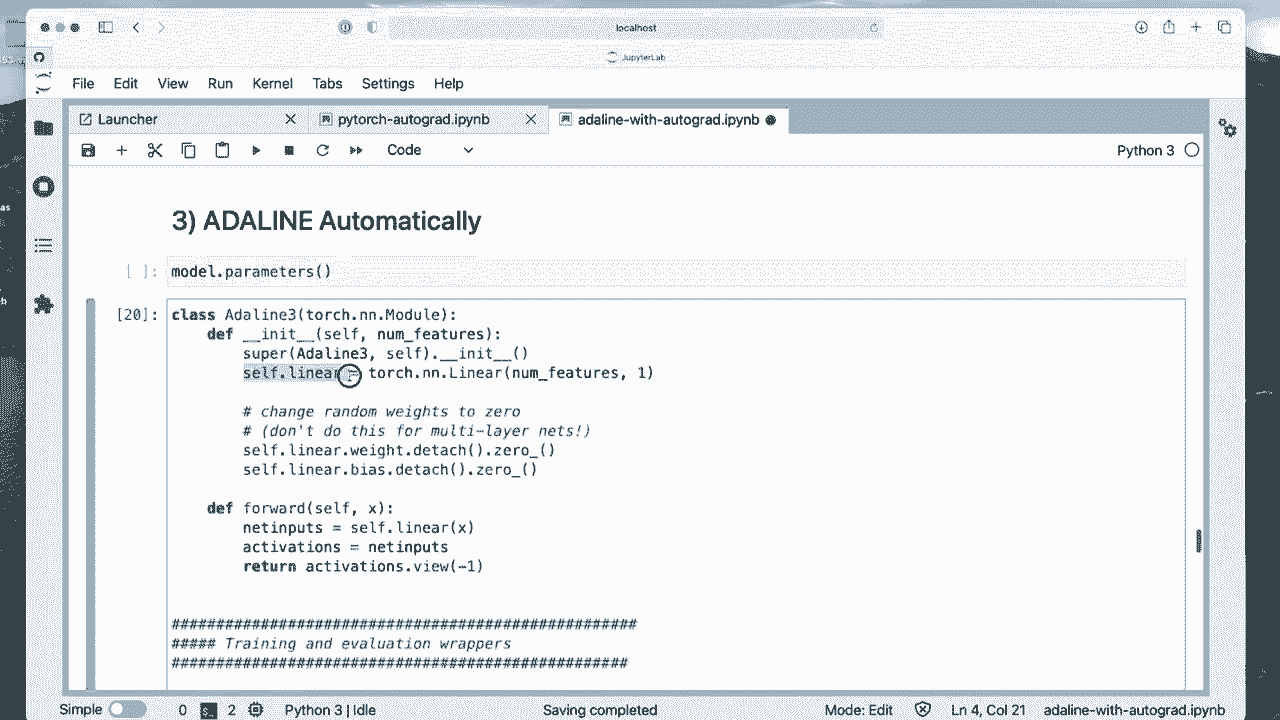 localhost
JupyterLab
File Edit View Run Kernel Tabs Settings Help
Launcher pytorch-autograd.ipynb adaline-with-autograd.ipynb
Code Python 3
3) ADALINE Automatically
[ ]: model.parameters()
[20]: class Adaline3(torch.nn.Module):
def __init__(self, num_features):
super(Adaline3, self).__init__()
self.linear = torch.nn.Linear(num_features, 1)
# change random weights to zero
# (don't do this for multi-layer nets!)
self.linear.weight.detach().zero_()
self.linear.bias.detach().zero_()
def forward(self, x):
netinputs = self.linear(x)
activations = netinputs
return activations.view(-1)
####################################################
##### Training and evaluation wrappers
###################################################
Simple 0 2 Python 3 | Idle Saving completed Mode: Edit Ln 4, Col 21 adaline-with-autograd.ipynb